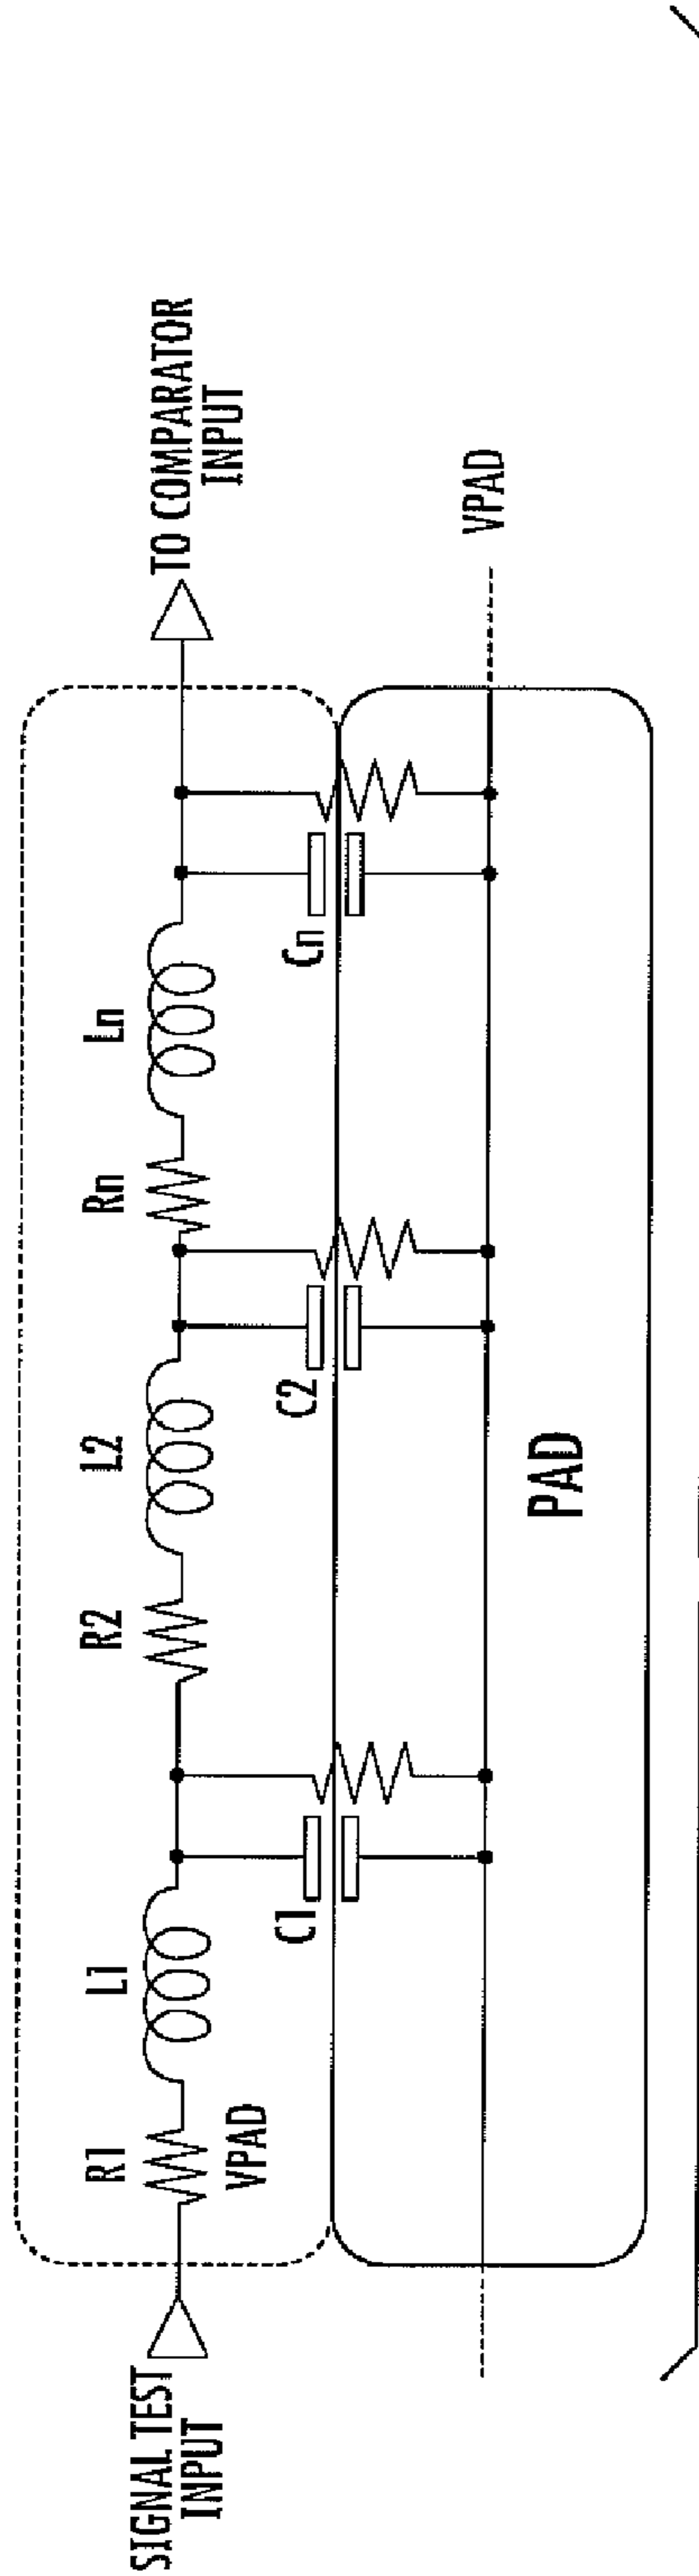 SIGNAL TEST
INPUT
R1
L1
R2
L2
Rn
Ln
TO COMPARATOR
INPUT
VPAD
C1
C2
Cn
VPAD
PAD